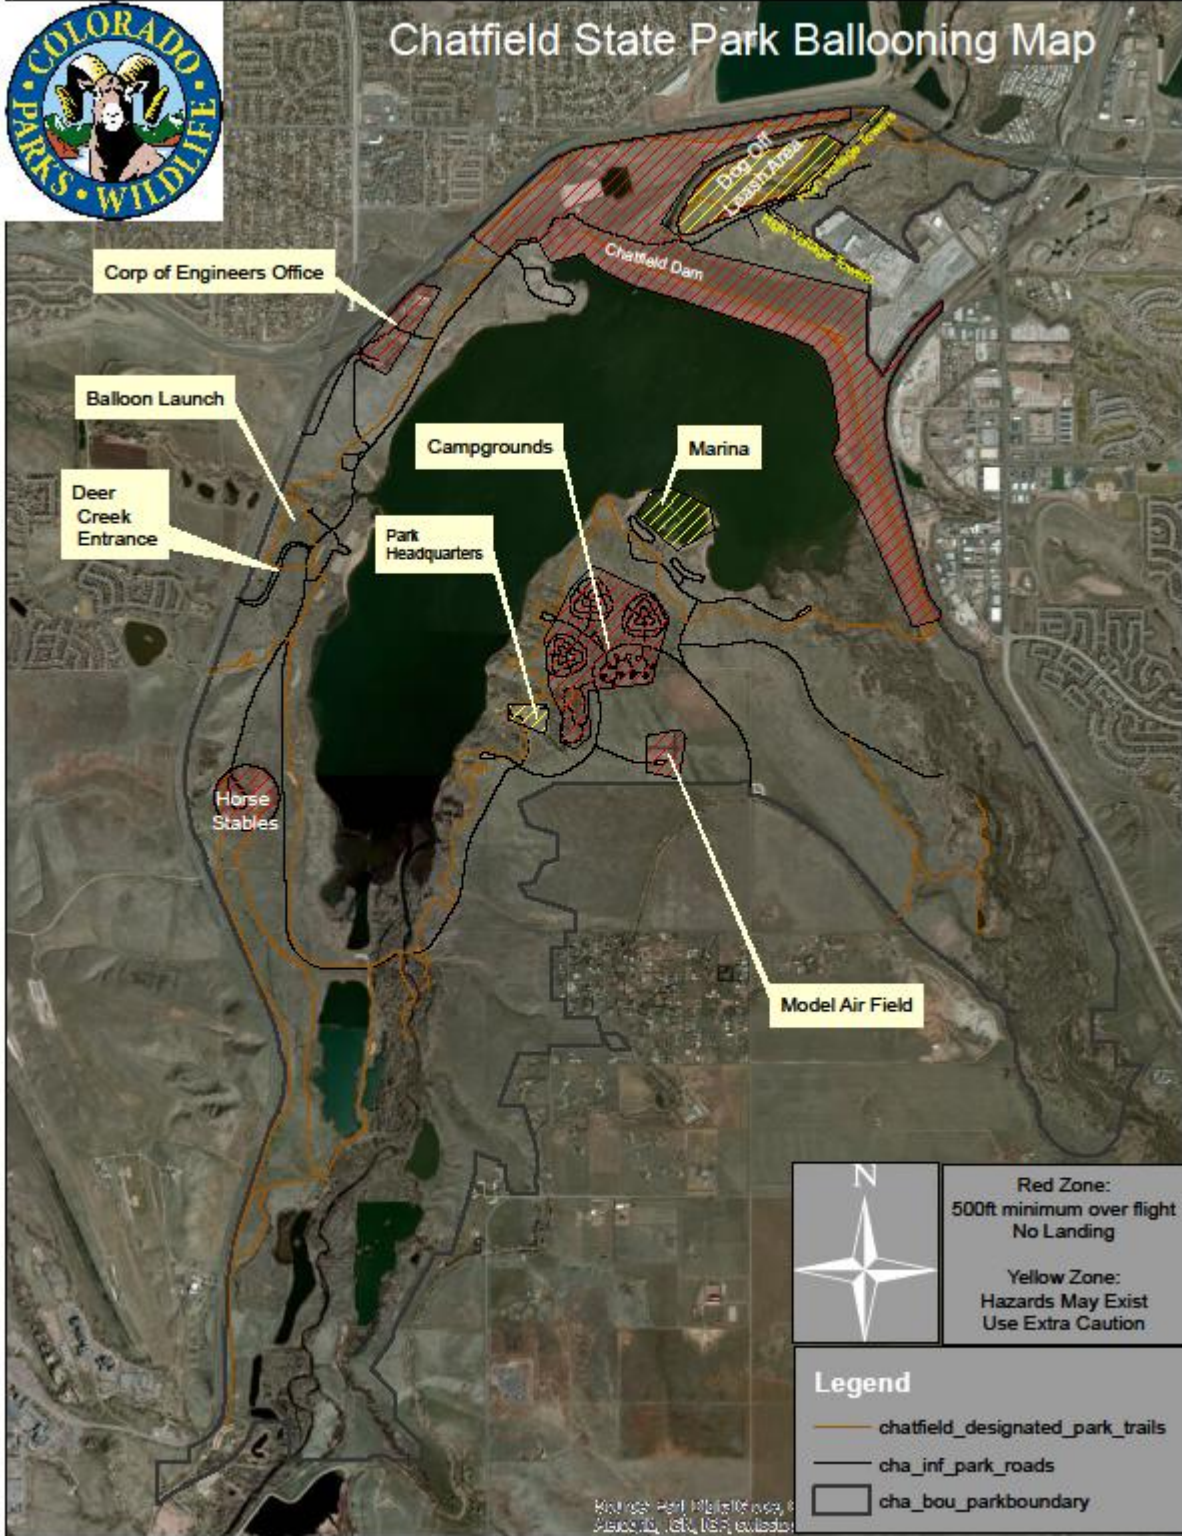 COLORADO
PARKS • WILDLIFE
Chatfield State Park Ballooning Map
Dog Off
Leash Area
High Voltage Towers
High Voltage Towers
Chatfield Dam
Corp of Engineers Office
Balloon Launch
Campgrounds
Marina
Deer
Creek
Entrance
Park
Headquarters
Horse
Stables
Model Air Field
N
Red Zone:
500ft minimum over flight
No Landing
Yellow Zone:
Hazards May Exist
Use Extra Caution
Legend
chatfield_designated_park_trails
cha_inf_park_roads
cha_bou_parkboundary